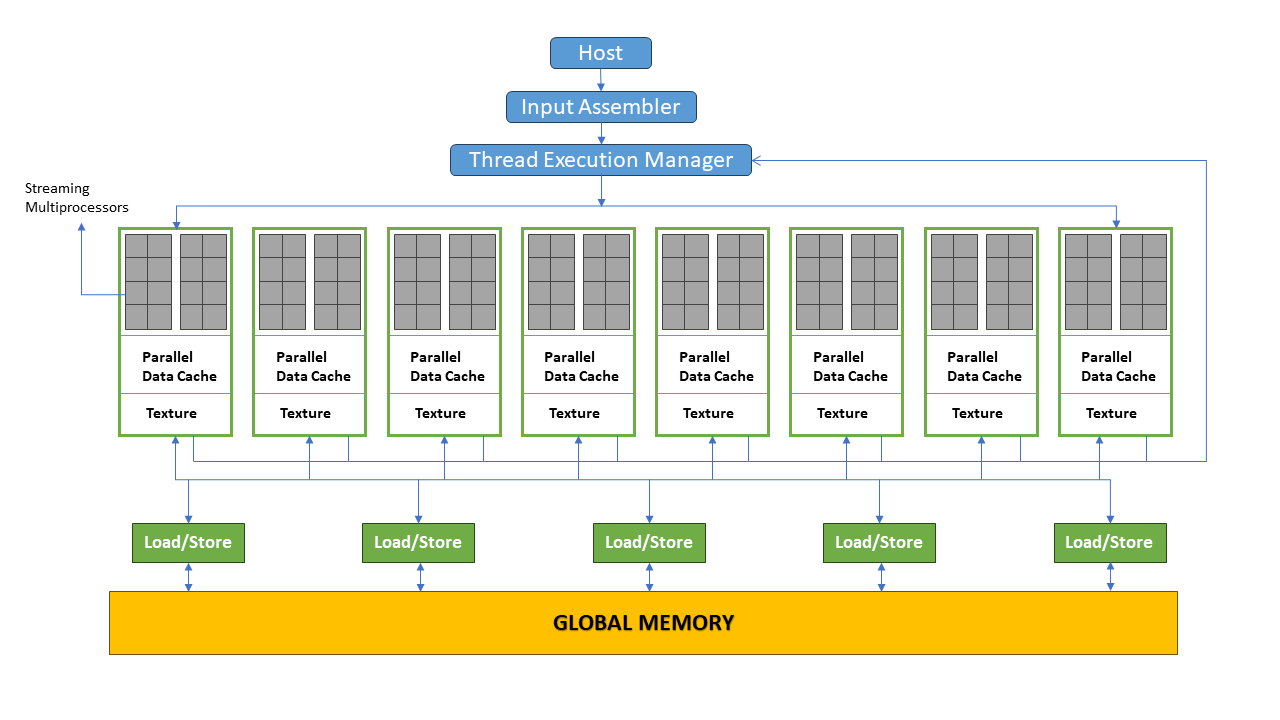 Host
Input Assembler
Thread Execution Manager
Streaming
Multiprocessors
Parallel
Data Cache
Texture
Parallel
Data Cache
Texture
Parallel
Data Cache
Texture
Parallel
Data Cache
Texture
Parallel
Data Cache
Texture
Parallel
Data Cache
Texture
Parallel
Data Cache
Texture
Parallel
Data Cache
Texture
Load/Store
Load/Store
Load/Store
Load/Store
Load/Store
GLOBAL MEMORY